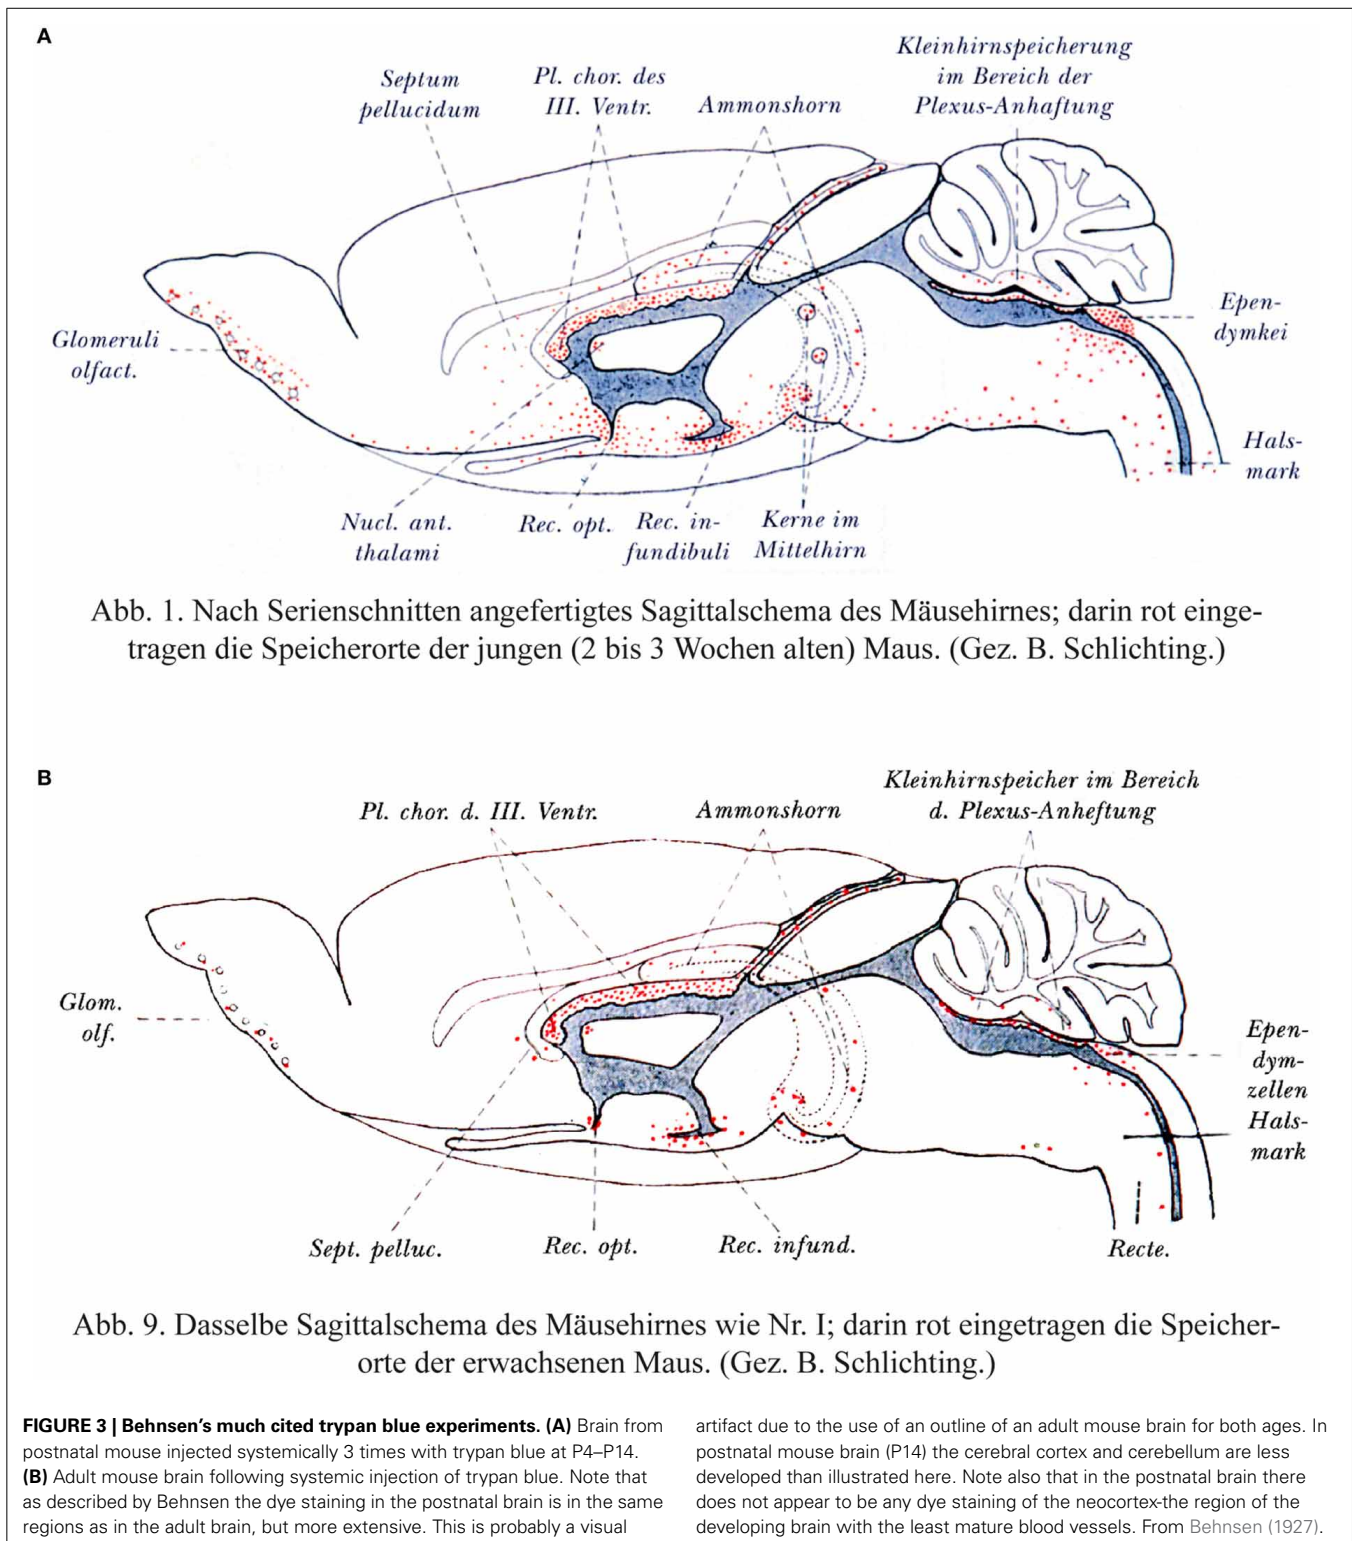 A
Septum
pellucidum
Pl. chor. des
III. Ventr.
Ammonshorn
Kleinhirnspeicherung
im Bereich der
Plexus-Anhaftung
Glomeruli
olfact.
Epen-
dymkei
Hals-
mark
Nucl. ant.
thalami
Rec. opt.
Rec. in-
fundibuli
Kerne im
Mittelhirn
Abb. 1. Nach Serienschnitten angefertigtes Sagittalschema des Mäusehirnes; darin rot einge-
tragen die Speicherorte der jungen (2 bis 3 Wochen alten) Maus. (Gez. B. Schlichting.)
B
Pl. chor. d. III. Ventr.
Ammonshorn
Kleinhirnspeicher im Bereich
d. Plexus-Anheftung
Glom.
olf.
Epen-
dym-
zellen
Hals-
mark
Sept. pelluc.
Rec. opt.
Rec. infund.
Recte.
Abb. 9. Dasselbe Sagittalschema des Mäusehirnes wie Nr. I; darin rot eingetragen die Speicher-
orte der erwachsenen Maus. (Gez. B. Schlichting.)
FIGURE 3 | Behnsen's much cited trypan blue experiments. (A) Brain from
postnatal mouse injected systemically 3 times with trypan blue at P4–P14.
(B) Adult mouse brain following systemic injection of trypan blue. Note that
as described by Behnsen the dye staining in the postnatal brain is in the same
regions as in the adult brain, but more extensive. This is probably a visual
artifact due to the use of an outline of an adult mouse brain for both ages. In
postnatal mouse brain (P14) the cerebral cortex and cerebellum are less
developed than illustrated here. Note also that in the postnatal brain there
does not appear to be any dye staining of the neocortex-the region of the
developing brain with the least mature blood vessels. From Behnsen (1927).